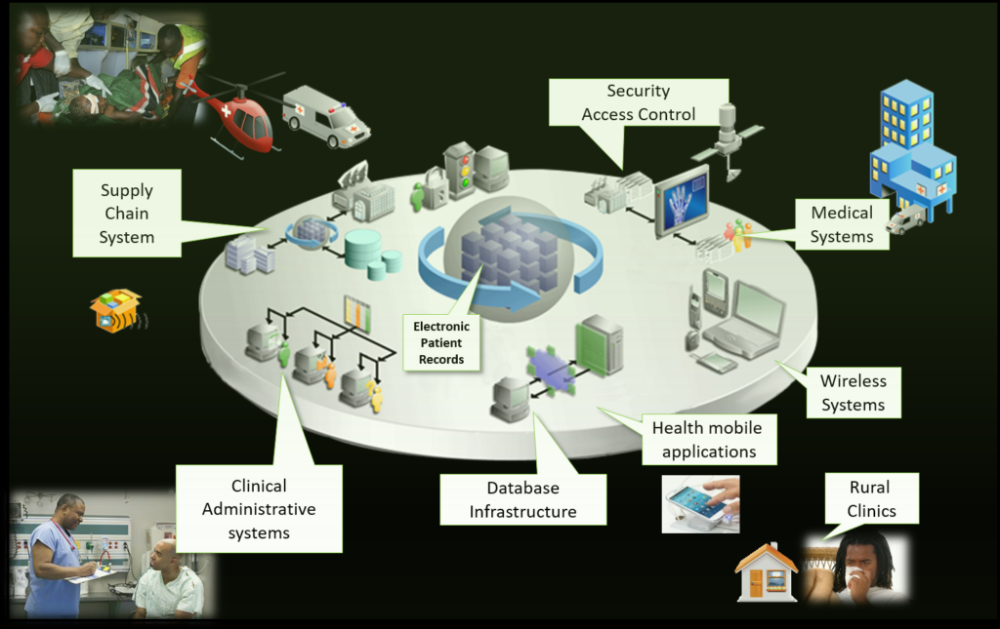 Security
Access Control
Supply
Chain
System
Medical
Systems
Electronic
Patient
Records
Wireless
Systems
Health mobile
applications
Clinical
Administrative
systems
Database
Infrastructure
Rural
Clinics